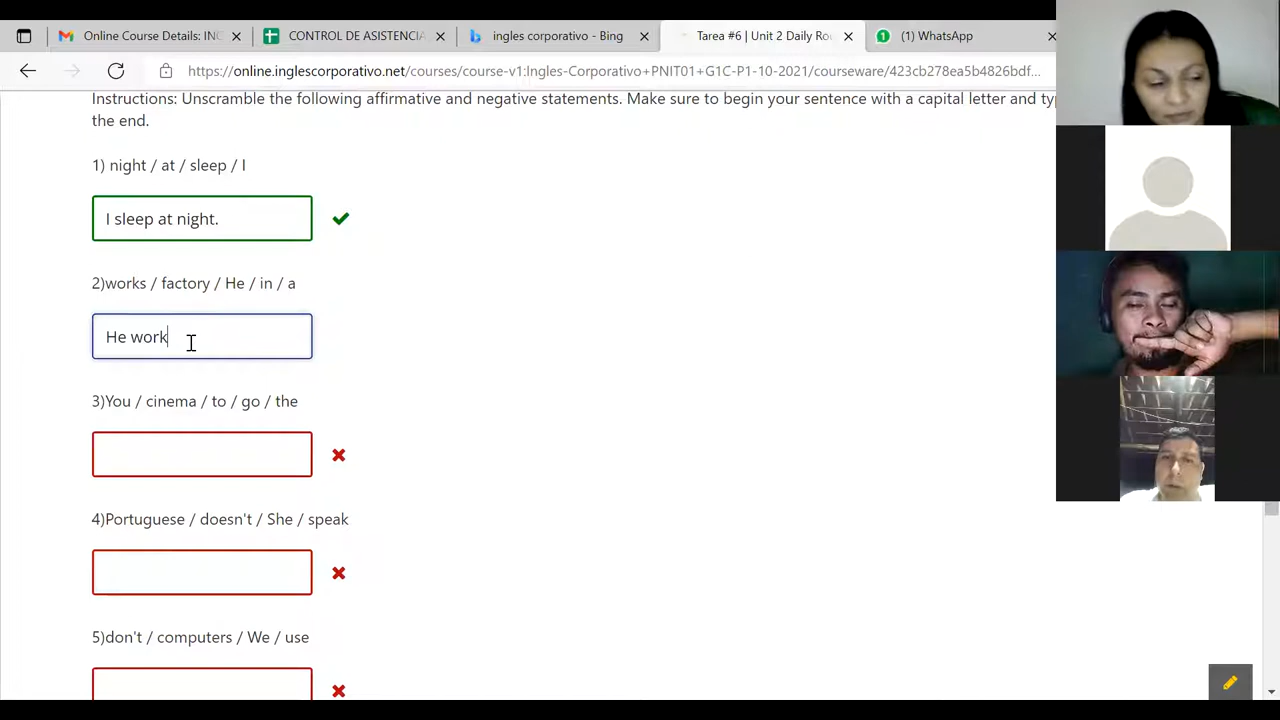 Online Course Details: INC
CONTROL DE ASISTENCIA
ingles corporativo - Bing
Tarea #6 | Unit 2 Daily Rou
(1) WhatsApp
https://online.inglescorporativo.net/courses/course-v1:Ingles-Corporativo+PNIT01+G1C-P1-10-2021/courseware/423cb278ea5b4826bdf...
Instructions: Unscramble the following affirmative and negative statements. Make sure to begin your sentence with a capital letter and ty
the end.
1) night / at / sleep / I
I sleep at night.
2)works / factory / He / in / a
He work
3)You / cinema / to / go / the
4)Portuguese / doesn't / She / speak
5)don't / computers / We / use